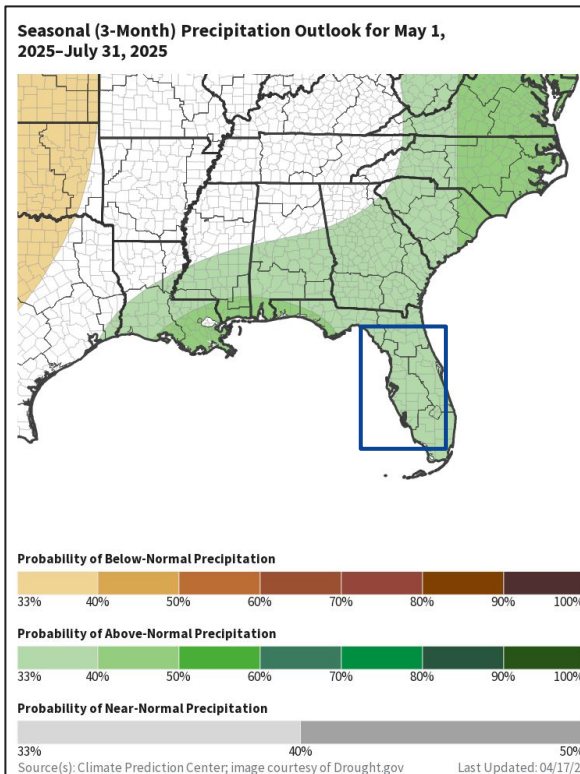 Seasonal (3-Month) Precipitation Outlook for May 1,
2025–July 31, 2025
Probability of Below-Normal Precipitation
33% 40% 50% 60% 70% 80% 90% 100%
Probability of Above-Normal Precipitation
33% 40% 50% 60% 70% 80% 90% 100%
Probability of Near-Normal Precipitation
33% 40% 50%
Source(s): Climate Prediction Center; image courtesy of Drought.gov Last Updated: 04/17/2